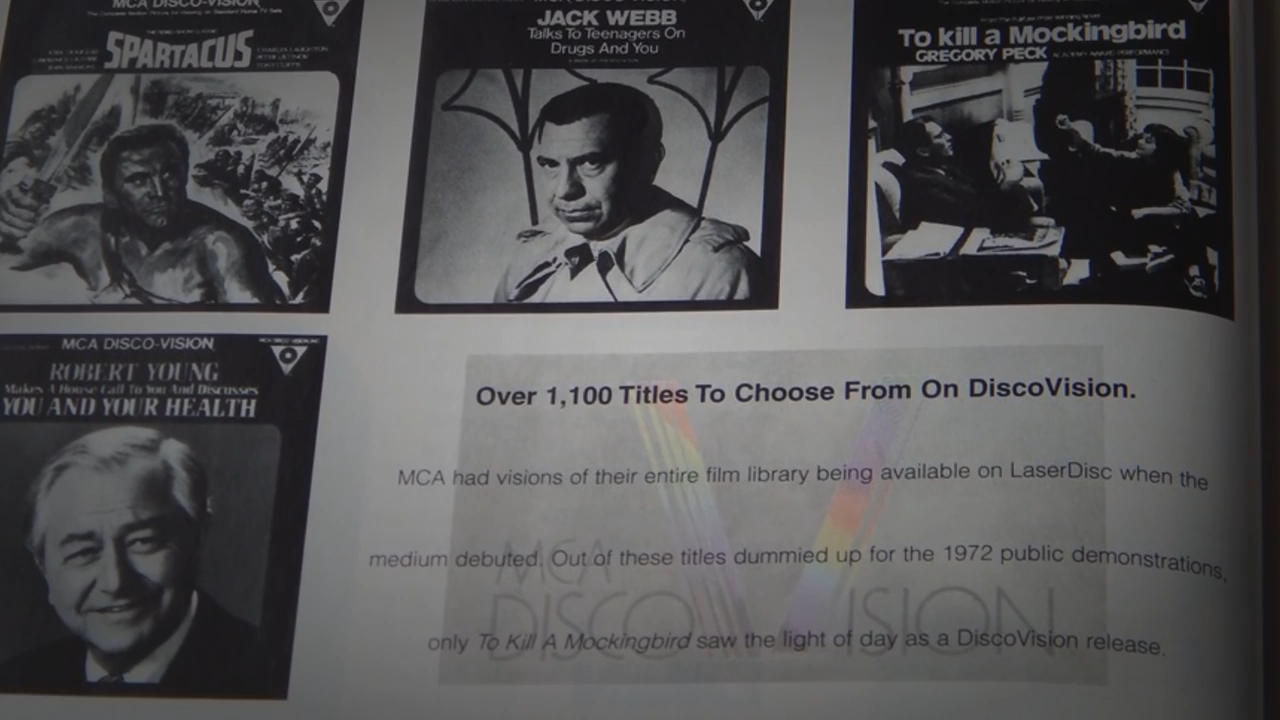 MCA DISCO-VISION
SPARTACUS
JACK WEBB
Talks To Teenagers On
Drugs And You
To kill a Mockingbird
GREGORY PECK ACADEMY AWARD PERFORMANCE
MCA DISCO-VISION
ROBERT YOUNG
Makes A House Call To You And Discusses
YOU AND YOUR HEALTH
Over 1,100 Titles To Choose From On DiscoVision.
MCA had visions of their entire film library being available on LaserDisc when the
medium debuted. Out of these titles dummied up for the 1972 public demonstrations,
only To Kill A Mockingbird saw the light of day as a DiscoVision release.
MCA
DISCOVISION